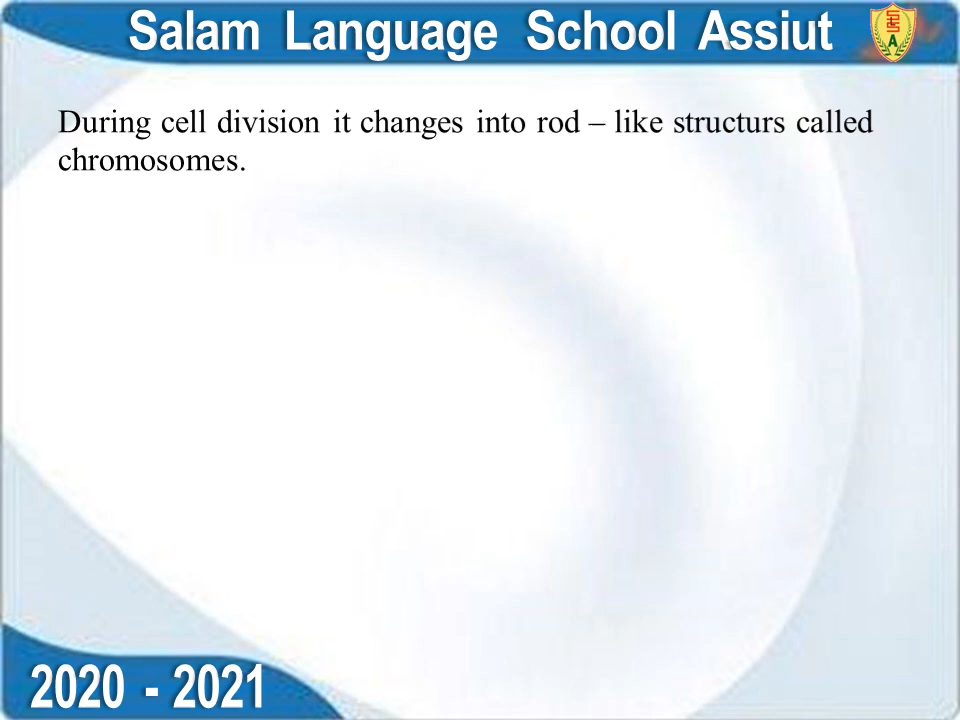 Salam Language School Assiut
During cell division it changes into rod – like structurs called
chromosomes.
2020 - 2021